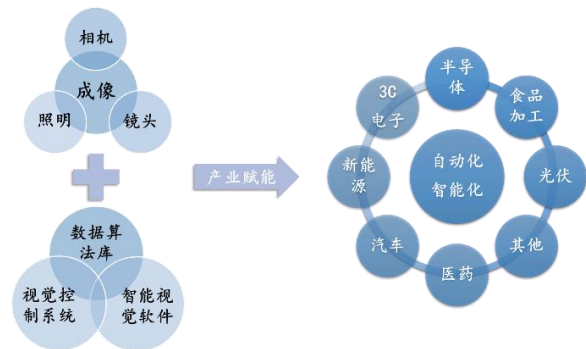 相机
成像
照明
镜头
数据算
法库
视觉控
制系统
智能视
觉软件
产业赋能
半导
体
食品
加工
光伏
其他
医药
汽车
新能
源
3C
电子
自动化
智能化